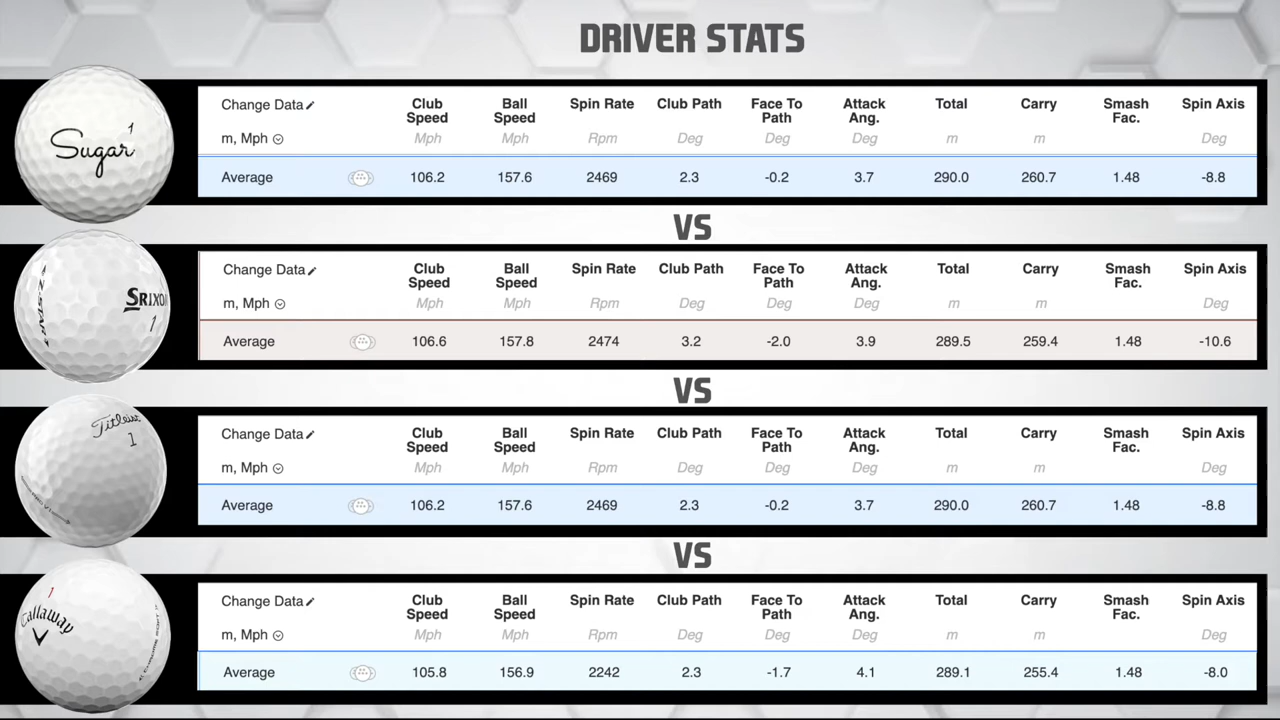 DRIVER STATS
Sugar 1
Change Data Club Speed Ball Speed Spin Rate Club Path Face To Path Attack Ang. Total Carry Smash Fac. Spin Axis
m, Mph Mph Mph Rpm Deg Deg Deg m m Deg
Average 106.2 157.6 2469 2.3 -0.2 3.7 290.0 260.7 1.48 -8.8
VS
Z-STAR SRIXON 1
Change Data Club Speed Ball Speed Spin Rate Club Path Face To Path Attack Ang. Total Carry Smash Fac. Spin Axis
m, Mph Mph Mph Rpm Deg Deg Deg m m Deg
Average 106.6 157.8 2474 3.2 -2.0 3.9 289.5 259.4 1.48 -10.6
VS
Titleist 1
Change Data Club Speed Ball Speed Spin Rate Club Path Face To Path Attack Ang. Total Carry Smash Fac. Spin Axis
m, Mph Mph Mph Rpm Deg Deg Deg m m Deg
Average 106.2 157.6 2469 2.3 -0.2 3.7 290.0 260.7 1.48 -8.8
VS
1 Callaway CHROME SOFT
Change Data Club Speed Ball Speed Spin Rate Club Path Face To Path Attack Ang. Total Carry Smash Fac. Spin Axis
m, Mph Mph Mph Rpm Deg Deg Deg m m Deg
Average 105.8 156.9 2242 2.3 -1.7 4.1 289.1 255.4 1.48 -8.0